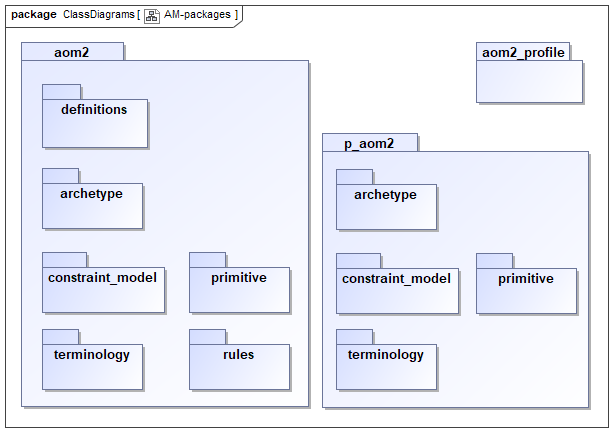 package ClassDiagrams [ AM-packages ]
aom2
definitions
archetype
constraint_model
primitive
terminology
rules
aom2_profile
p_aom2
archetype
constraint_model
primitive
terminology